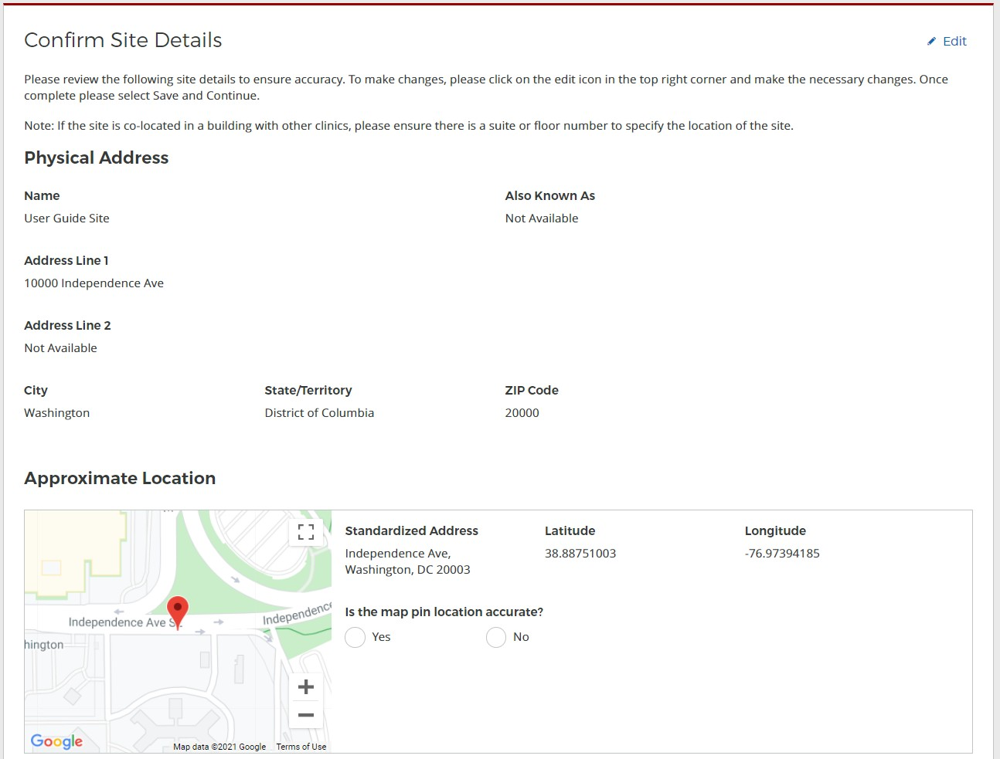 Confirm Site Details
Edit
Please review the following site details to ensure accuracy. To make changes, please click on the edit icon in the top right corner and make the necessary changes. Once
complete please select Save and Continue.
Note: If the site is co-located in a building with other clinics, please ensure there is a suite or floor number to specify the location of the site.
Physical Address
Name
Also Known As
User Guide Site
Not Available
Address Line 1
10000 Independence Ave
Address Line 2
Not Available
City
State/Territory
ZIP Code
Washington
District of Columbia
20000
Approximate Location
Standardized Address
Latitude
Longitude
Independence Ave,
Washington, DC 20003
38.88751003
-76.97394185
Is the map pin location accurate?
Yes
No
Independence Ave S
Independence
hington
Google
Map data ©2021 Google
Terms of Use